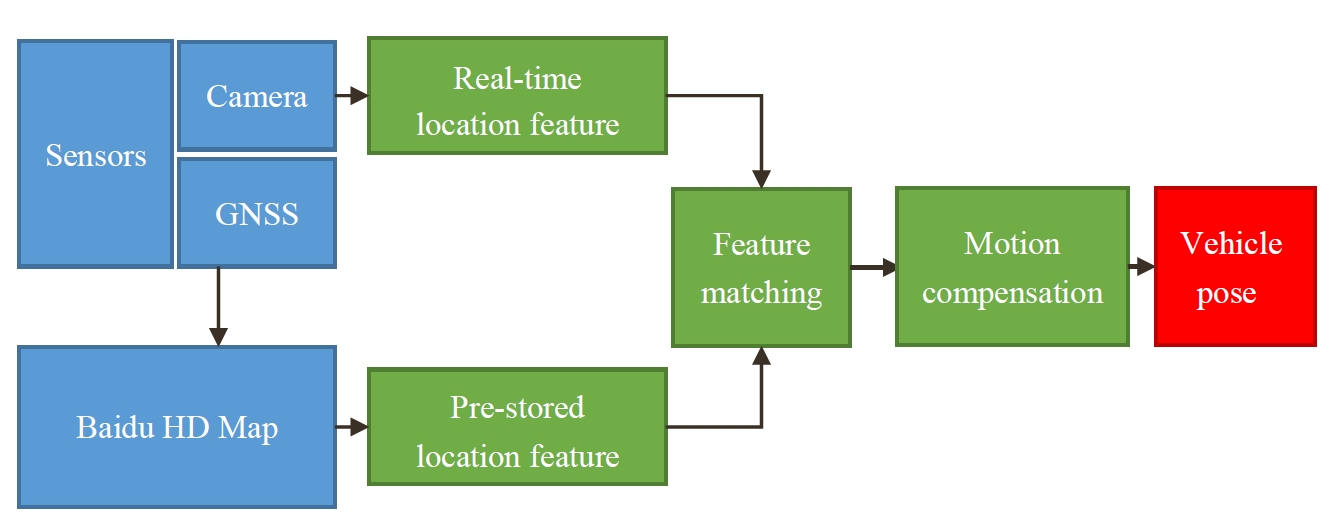 Sensors
Camera
GNSS
Real-time
location feature
Baidu HD Map
Pre-stored
location feature
Feature
matching
Motion
compensation
Vehicle
pose